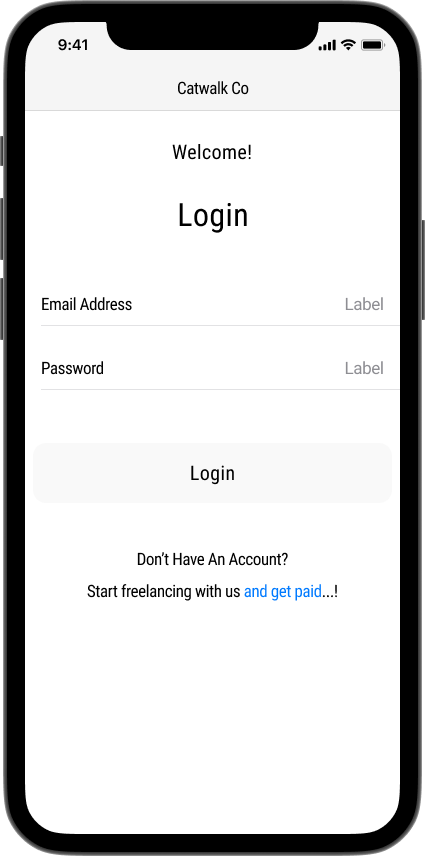 9:41
Catwalk Co
Welcome!
Login
Email Address Label
Password Label
Login
Don’t Have An Account?
Start freelancing with us and get paid...!